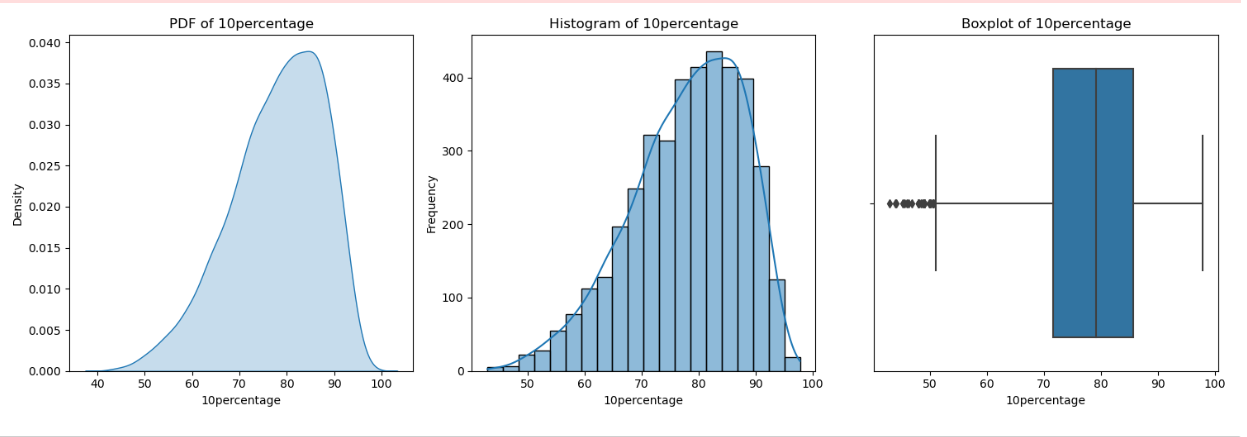 PDF of 10percentage
0.040
0.035
0.030
0.025
0.020
0.015
0.010
0.005
0.000
Density
40 50 60 70 80 90 100
10percentage
Histogram of 10percentage
400
300
200
100
0
Frequency
50 60 70 80 90 100
10percentage
Boxplot of 10percentage
50 60 70 80 90 100
10percentage